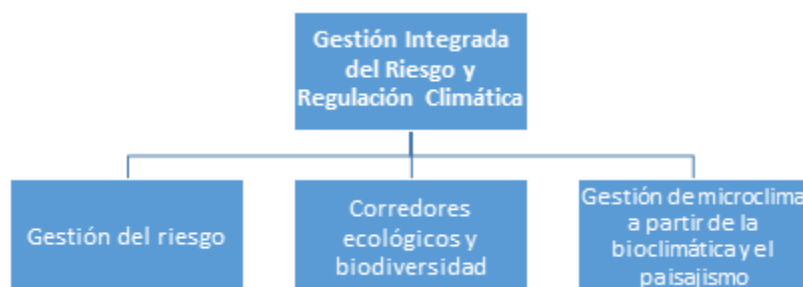 Gestión Integrada
del Riesgo y
Regulación Climática
Gestión del riesgo
Corredores
ecológicos y
biodiversidad
Gestión de microclima
a partir de la
bioclimática y el
paisajismo